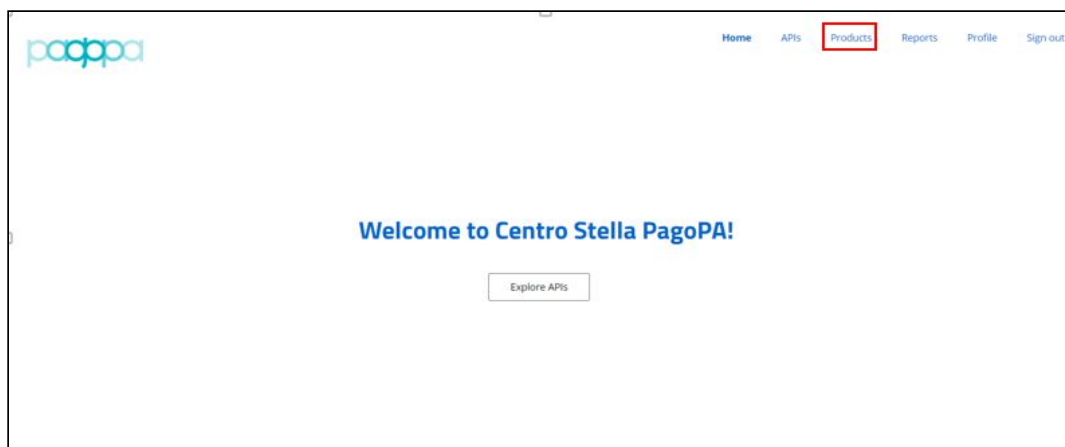 pagopa
Home APIs Products Reports Profile Sign out
Welcome to Centro Stella PagoPA!
Explore APIs